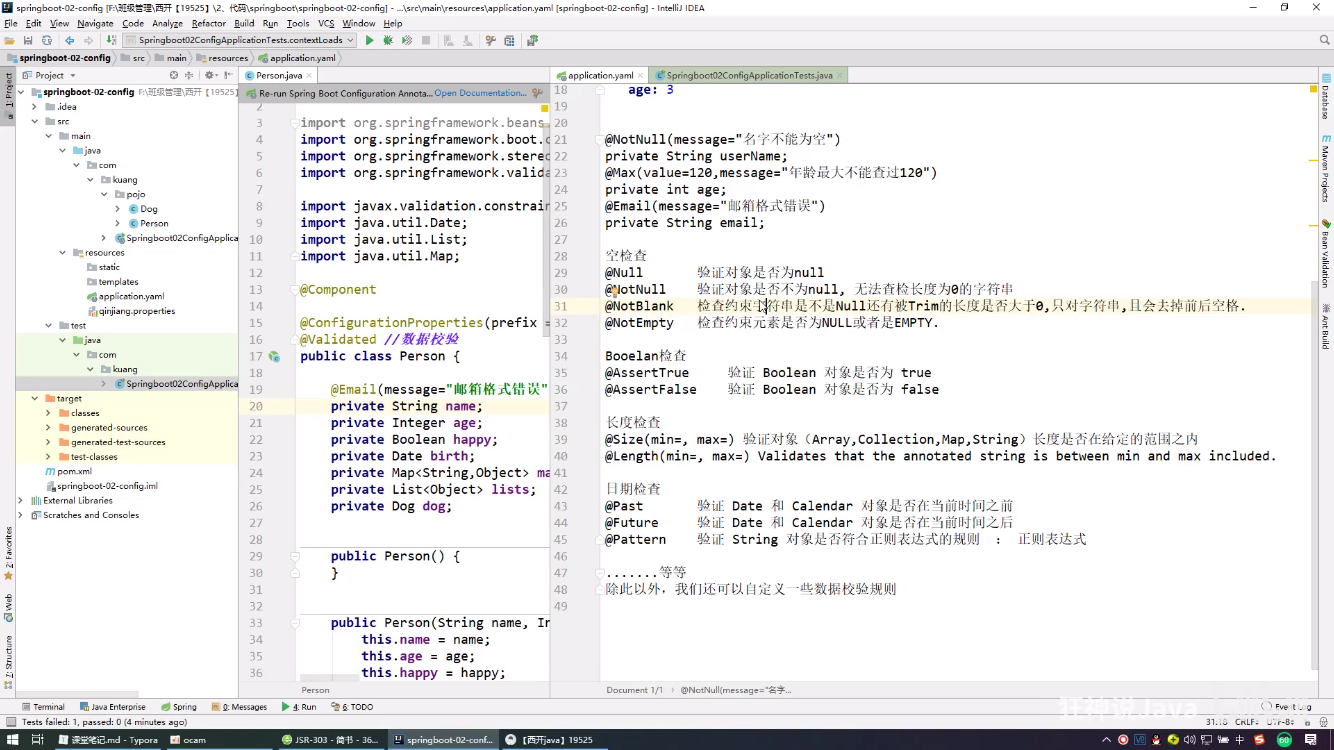 springboot-02-config [F:\班级管理\西开【19525】\2、代码\springboot\springboot-02-config] - ...\src\main\resources\application.yaml [springboot-02-config] - IntelliJ IDEA
File Edit View Navigate Code Analyze Refactor Build Run Tools VCS Window Help
Springboot02ConfigApplicationTests.contextLoads
springboot-02-config src main resources application.yaml
Project
springboot-02-config F:\班级管理\西开【19525】
.idea
src
main
java
com
kuang
pojo
Dog
Person
Springboot02ConfigApplica
resources
static
templates
application.yaml
qinjiang.properties
test
java
com
kuang
Springboot02ConfigApplica
target
classes
generated-sources
generated-test-sources
test-classes
pom.xml
springboot-02-config.iml
External Libraries
Scratches and Consoles
1: Project
2: Favorites
Web
Z: Structure
Person.java
Re-run Spring Boot Configuration Annota... Open Documentation...
2
3 import org.springframework.beans
4 import org.springframework.boot.c
5 import org.springframework.stereo
6 import org.springframework.valida
7
8 import javax.validation.constrain
9 import java.util.Date;
10 import java.util.List;
11 import java.util.Map;
12
13 @Component
14
15 @ConfigurationProperties(prefix =
16 @Validated //数据校验
17 public class Person {
18
19 @Email(message="邮箱格式错误"
20 private String name;
21 private Integer age;
22 private Boolean happy;
23 private Date birth;
24 private Map<String,Object> ma
25 private List<Object> lists;
26 private Dog dog;
27
28
29 public Person() {
30 }
31
32
33 public Person(String name, In
34 this.name = name;
35 this.age = age;
36 this.happy = happy;
Person
application.yaml Springboot02ConfigApplicationTests.java
18 age: 3
19
20
21 @NotNull(message="名字不能为空")
22 private String userName;
23 @Max(value=120,message="年龄最大不能查过120")
24 private int age;
25 @Email(message="邮箱格式错误")
26 private String email;
27
28 空检查
29 @Null 验证对象是否为null
30 @NotNull 验证对象是否不为null, 无法查检长度为0的字符串
31 @NotBlank 检查约束字符串是不是Null还有被Trim的长度是否大于0,只对字符串,且会去掉前后空格.
32 @NotEmpty 检查约束元素是否为NULL或者是EMPTY.
33
34 Booelan检查
35 @AssertTrue 验证 Boolean 对象是否为 true
36 @AssertFalse 验证 Boolean 对象是否为 false
37
38 长度检查
39 @Size(min=, max=) 验证对象（Array,Collection,Map,String）长度是否在给定的范围之内
40 @Length(min=, max=) Validates that the annotated string is between min and max included.
41
42 日期检查
43 @Past 验证 Date 和 Calendar 对象是否在当前时间之前
44 @Future 验证 Date 和 Calendar 对象是否在当前时间之后
45 @Pattern 验证 String 对象是否符合正则表达式的规则 ： 正则表达式
46
47 .......等等
48 除此以外，我们还可以自定义一些数据校验规则
49
Document 1/1 @NotNull(message="名字...
Database
Maven Projects
Bean Validation
Ant Build
狂神说Java
Terminal Java Enterprise Spring 0: Messages 4: Run 6: TODO Event Log
Tests failed: 1, passed: 0 (4 minutes ago) 31:18 CRLF÷ UTF-8÷
课堂笔记.md - Typora ocam JSR-303 - 简书 - 36... springboot-02-conf... 【西开java】19525 60